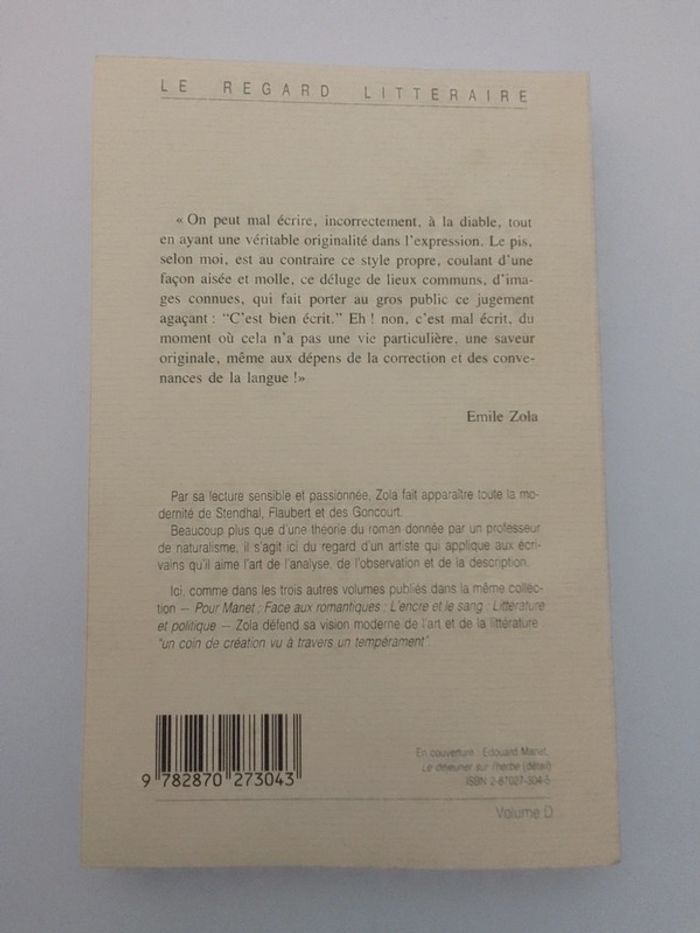 LE REGARD LITTERAIRE
« On peut mal écrire, incorrectement, à la diable, tout
en ayant une véritable originalité dans l'expression. Le pis,
selon moi, est au contraire ce style propre, coulant d'une
façon aisée et molle, ce déluge de lieux communs, d'ima-
ges connues, qui fait porter au gros public ce jugement
agaçant : “C'est bien écrit.” Eh ! non, c'est mal écrit, du
moment où cela n'a pas une vie particulière, une saveur
originale, même aux dépens de la correction et des conve-
nances de la langue !»
Emile Zola
Par sa lecture sensible et passionnée, Zola fait apparaître toute la mo-
dernité de Stendhal, Flaubert et des Goncourt.
Beaucoup plus que d'une théorie du roman donnée par un professeur
de naturalisme, il s'agit ici du regard d'un artiste qui applique aux écri-
vains qu'il aime l'art de l'analyse, de l'observation et de la description.
Ici, comme dans les trois autres volumes publiés dans la même collec-
tion — Pour Manet ; Face aux romantiques ; L'encre et le sang : Littérature
et politique — Zola défend sa vision moderne de l'art et de la littérature :
"un coin de création vu à travers un tempérament".
9 782870 273043
En couverture : Edouard Manet,
Le déjeuner sur l'herbe (détail)
ISBN 2-87027-304-5
Volume D